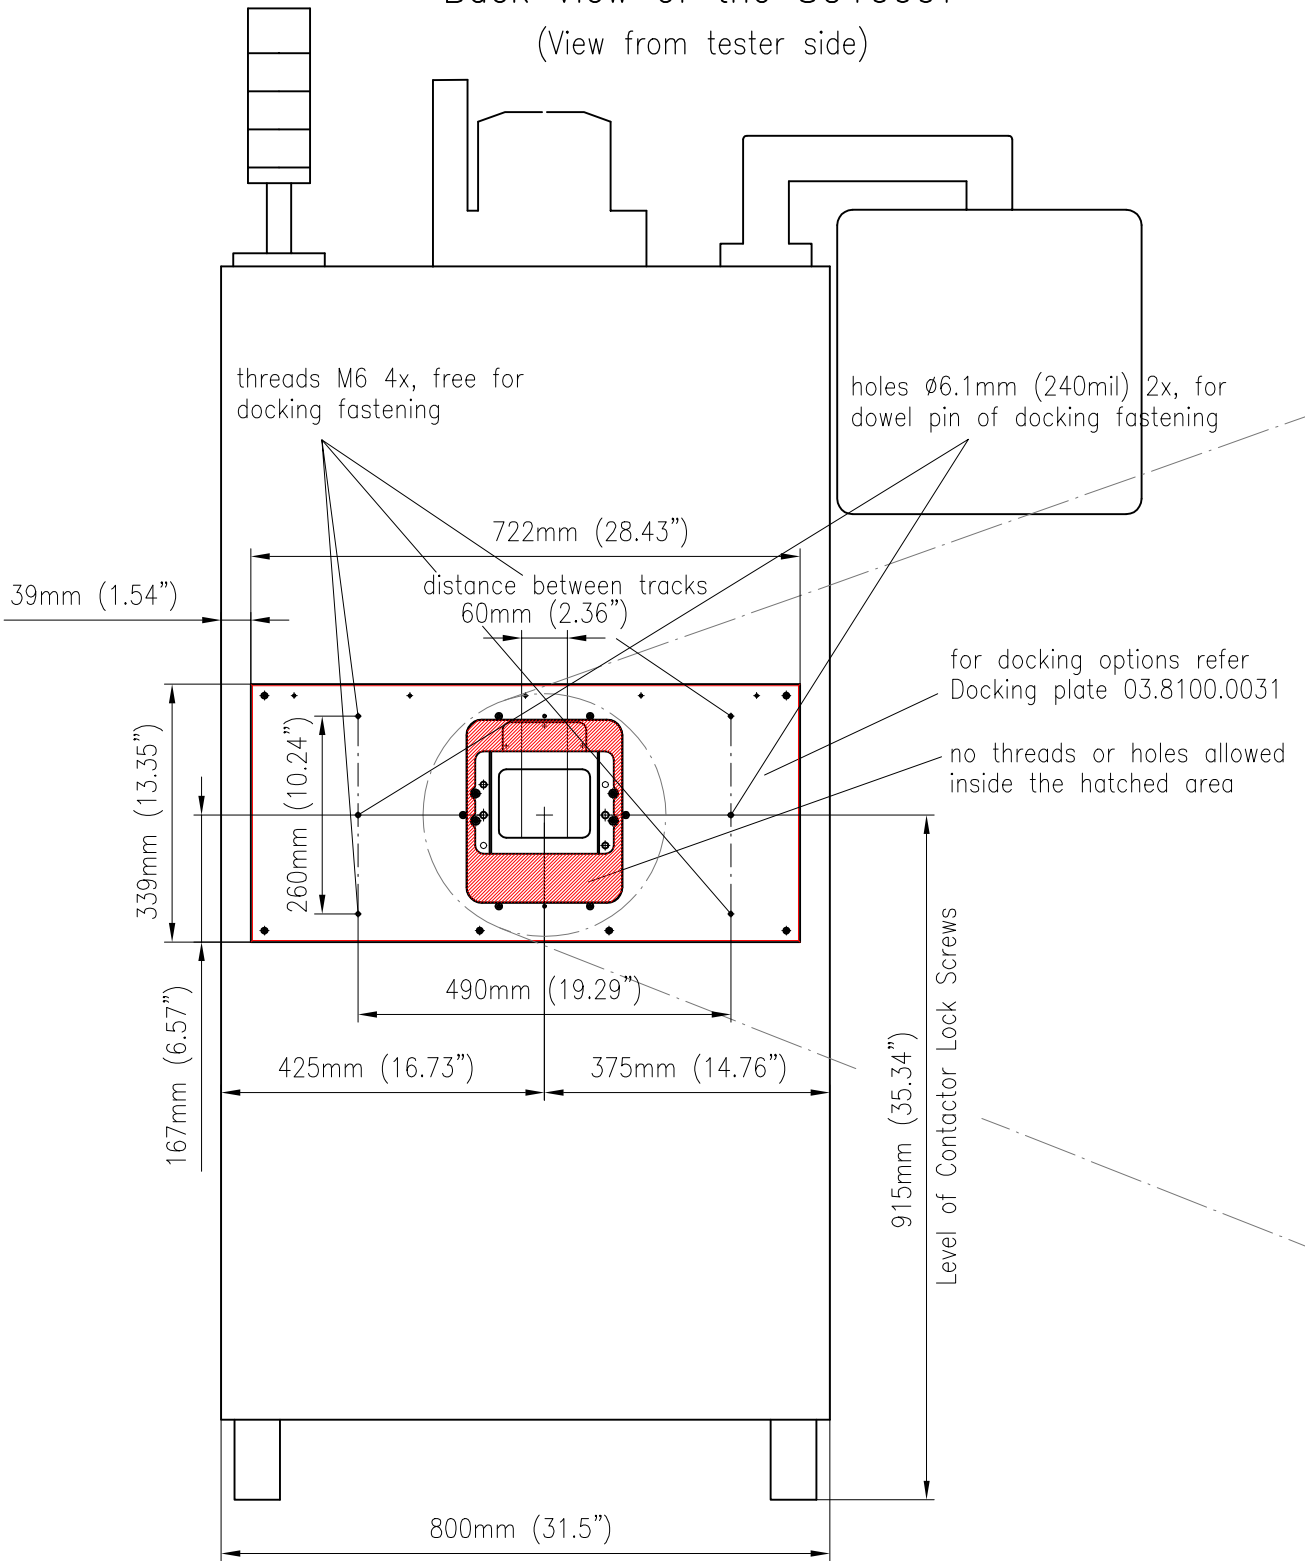 Back view of the
(View from tester side)
threads M6 4x, free for
docking fastening
holes ø6.1mm (240mil) 2x, for
dowel pin of docking fastening
722mm (28.43”)
39mm (1.54”)
distance between tracks
60mm (2.36”)
for docking options refer
Docking plate 03.8100.0031
no threads or holes allowed
inside the hatched area
339mm (13.35”)
260mm (10.24”)
490mm (19.29”)
167mm (6.57”)
425mm (16.73”)
375mm (14.76”)
915mm (35.34”)
Level of Contactor Lock Screws
800mm (31.5”)